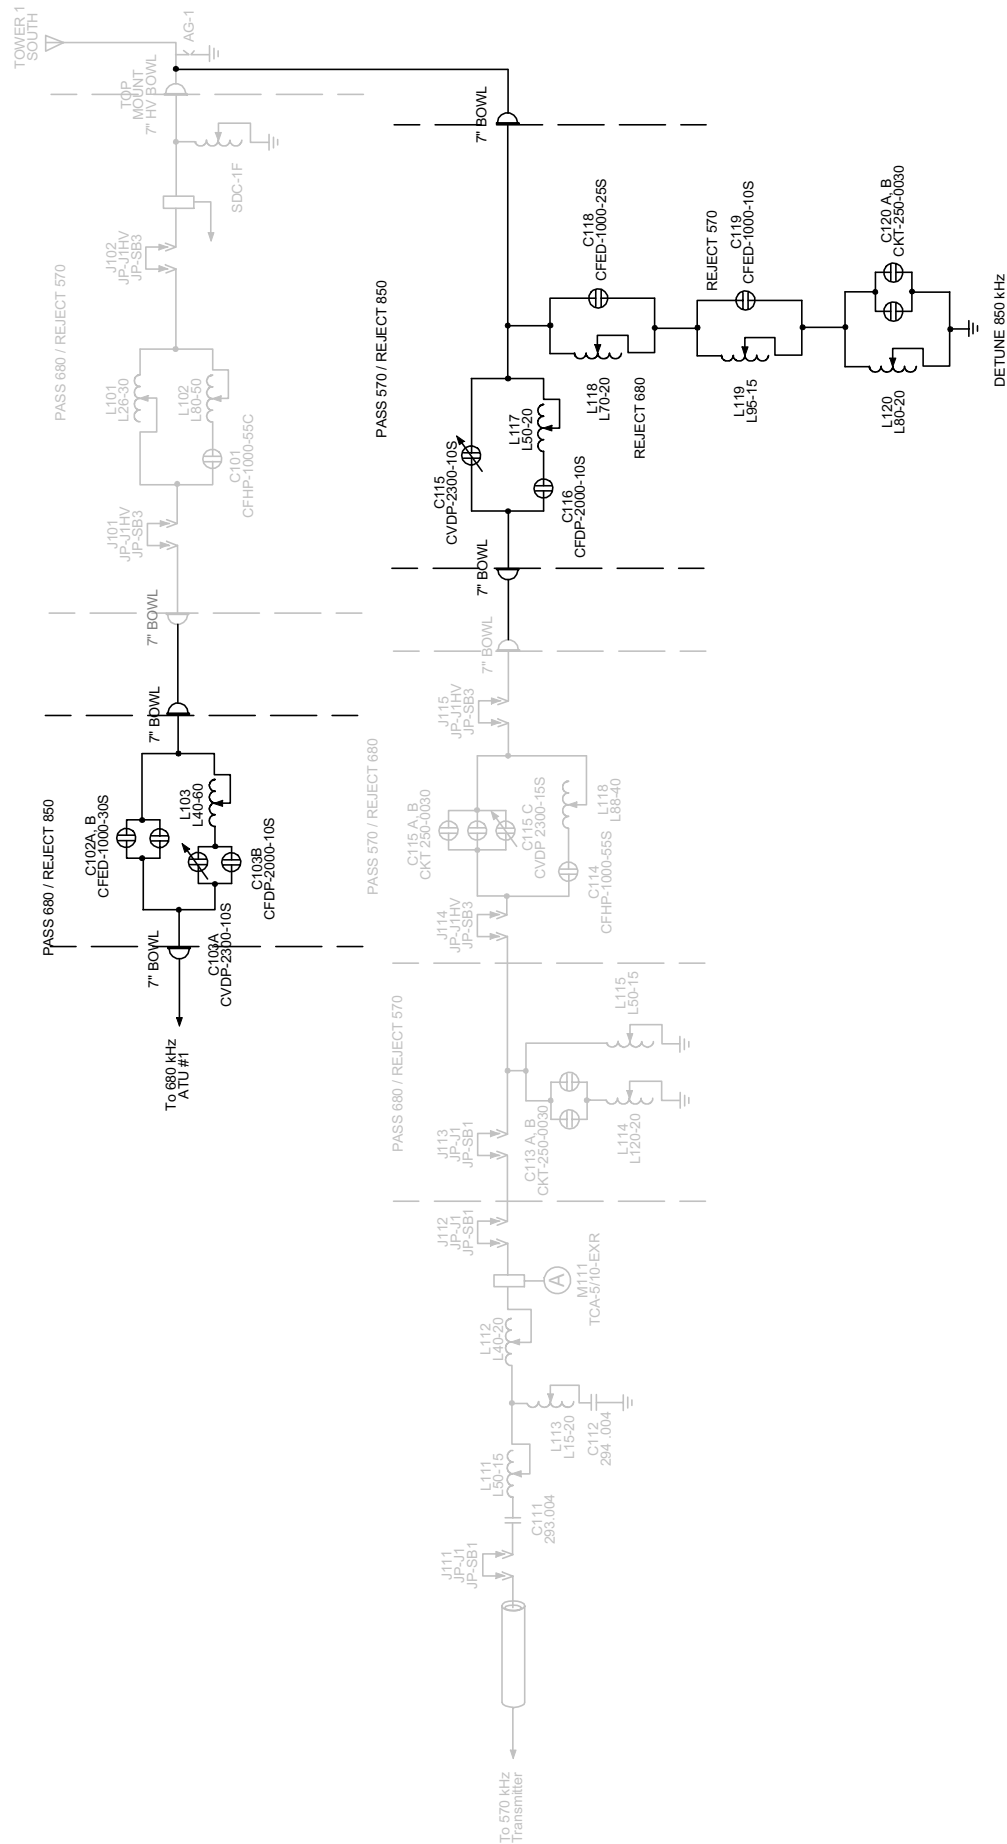 TOWER 1
SOUTH
AG-1
TOP
MOUNT
7" HV BOWL
SDC-1F
J102
JP-J1HV
JP-SB3
PASS 680 / REJECT 570
L101
L26-30
L102
L80-50
C101
CFHP-1000-55C
J101
JP-J1HV
JP-SB3
7" BOWL
7" BOWL
PASS 680 / REJECT 850
C102A, B
CFED-1000-30S
L103
L40-60
C103B
CFDP-2000-10S
C103A
CVDP-2300-10S
7" BOWL
To 680 kHz
ATU #1
7" BOWL
PASS 570 / REJECT 850
C118
CFED-1000-25S
L118
L70-20
REJECT 680
REJECT 570
C119
CFED-1000-10S
L119
L95-15
C120 A, B
CKT-250-0030
L120
L80-20
DETUNE 850 kHz
C115
CVDP-2300-10S
L117
L50-20
C116
CFDP-2000-10S
7" BOWL
7" BOWL
J115
JP-J1HV
JP-SB3
PASS 570 / REJECT 680
C115 A, B
CKT 250-0030
C115 C
CVDP 2300-15S
L118
L88-40
C114
CFHP-1000-55S
J114
JP-J1HV
JP-SB3
PASS 680 / REJECT 570
L115
L50-15
L114
L120-20
C113 A, B
CKT-250-0030
J113
JP-J1
JP-SB1
J112
JP-J1
JP-SB1
A
M111
TCA-5/10-EXR
L112
L40-20
L113
L15-20
C112
294 .004
L111
L50-15
C111
293.004
J111
JP-J1
JP-SB1
To 570 kHz
Transmitter